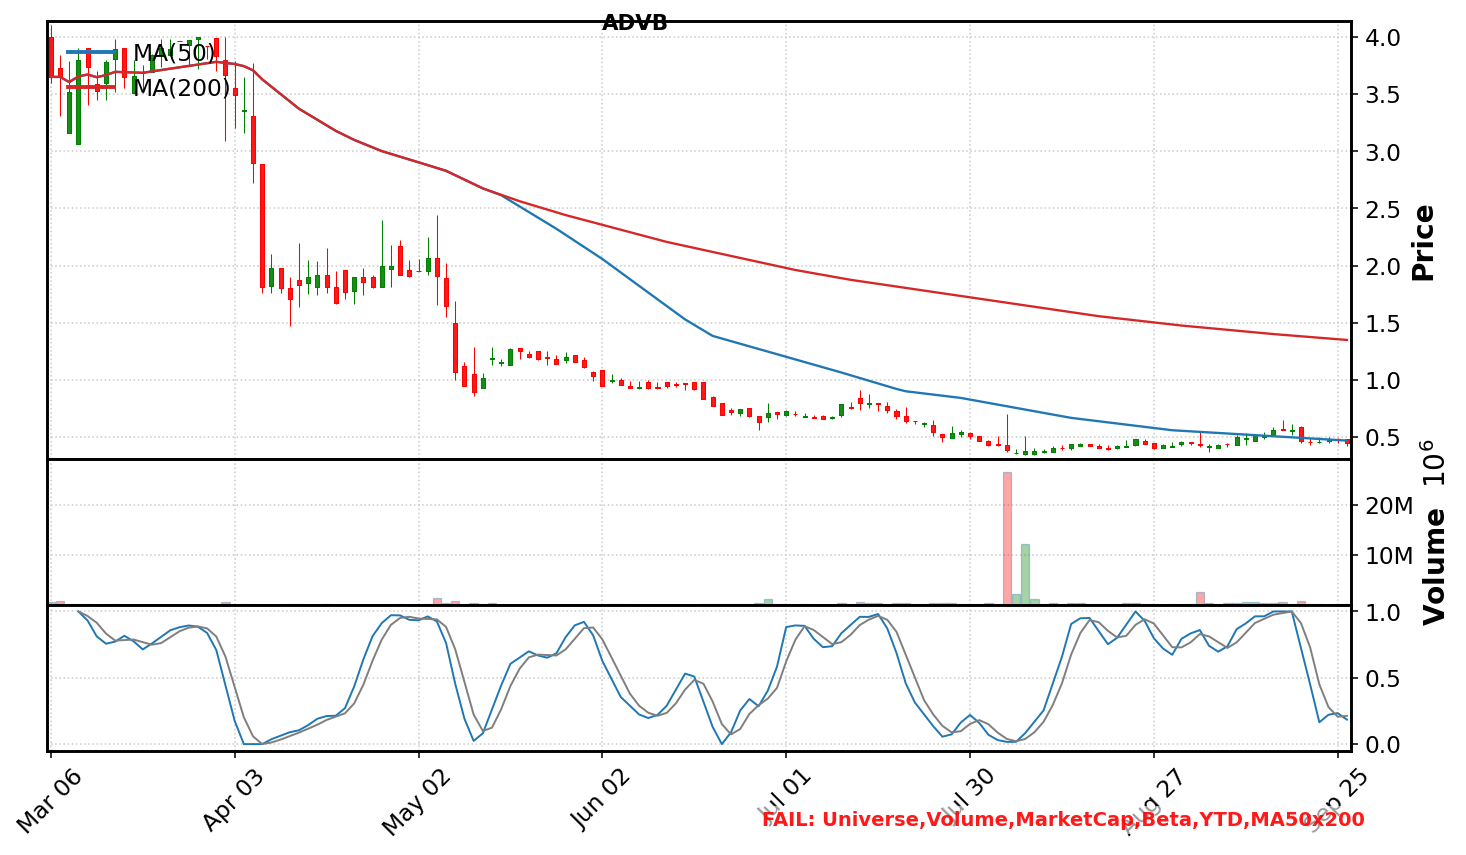 ADVB
MA(50)
MA(200)
4.0
3.5
3.0
2.5
2.0
1.5
1.0
0.5
Price
20M
10M
Volume 10^6
1.0
0.5
0.0
Mar 06
Apr 03
May 02
Jun 02
Jul 01
Jul 30
Aug 27
Sep 25
FAIL: Universe,Volume,MarketCap,Beta,YTD,MA50x200